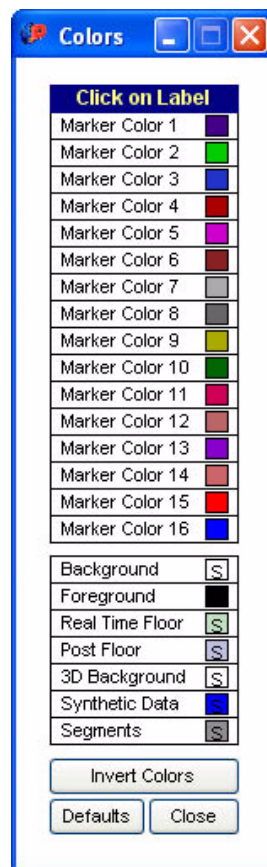 Colors
Click on Label
Marker Color 1
Marker Color 2
Marker Color 3
Marker Color 4
Marker Color 5
Marker Color 6
Marker Color 7
Marker Color 8
Marker Color 9
Marker Color 10
Marker Color 11
Marker Color 12
Marker Color 13
Marker Color 14
Marker Color 15
Marker Color 16
Background S
Foreground
Real Time Floor S
Post Floor S
3D Background S
Synthetic Data S
Segments S
Invert Colors
Defaults Close